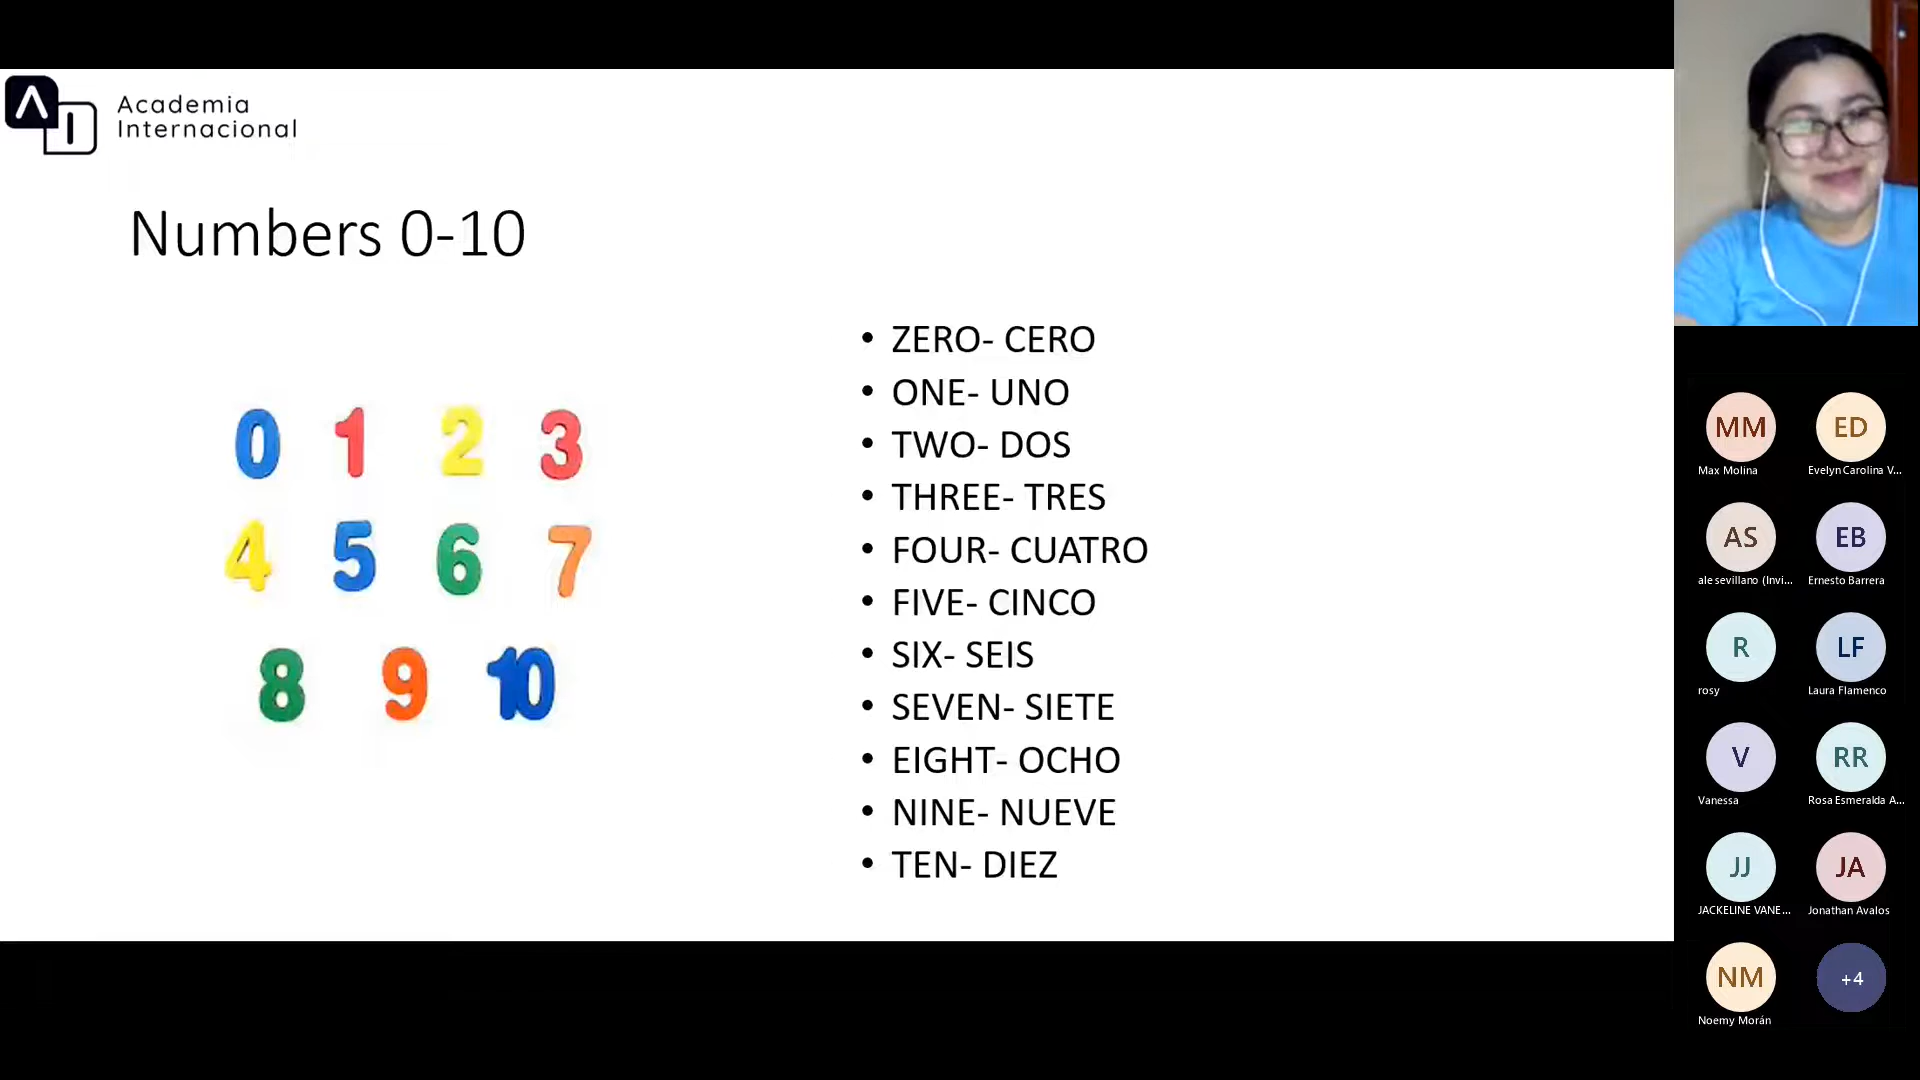 Academia
Internacional
Numbers 0-10
0 1 2 3
4 5 6 7
8 9 10
• ZERO- CERO
• ONE- UNO
• TWO- DOS
• THREE- TRES
• FOUR- CUATRO
• FIVE- CINCO
• SIX- SEIS
• SEVEN- SIETE
• EIGHT- OCHO
• NINE- NUEVE
• TEN- DIEZ
MM ED
Max Molina Evelyn Carolina V...
AS EB
ale sevillano (Invi... Ernesto Barrera
R LF
rosy Laura Flamenco
V RR
Vanessa Rosa Esmeralda A...
JJ JA
JACKELINE VANE... Jonathan Avalos
NM +4
Noemy Morán